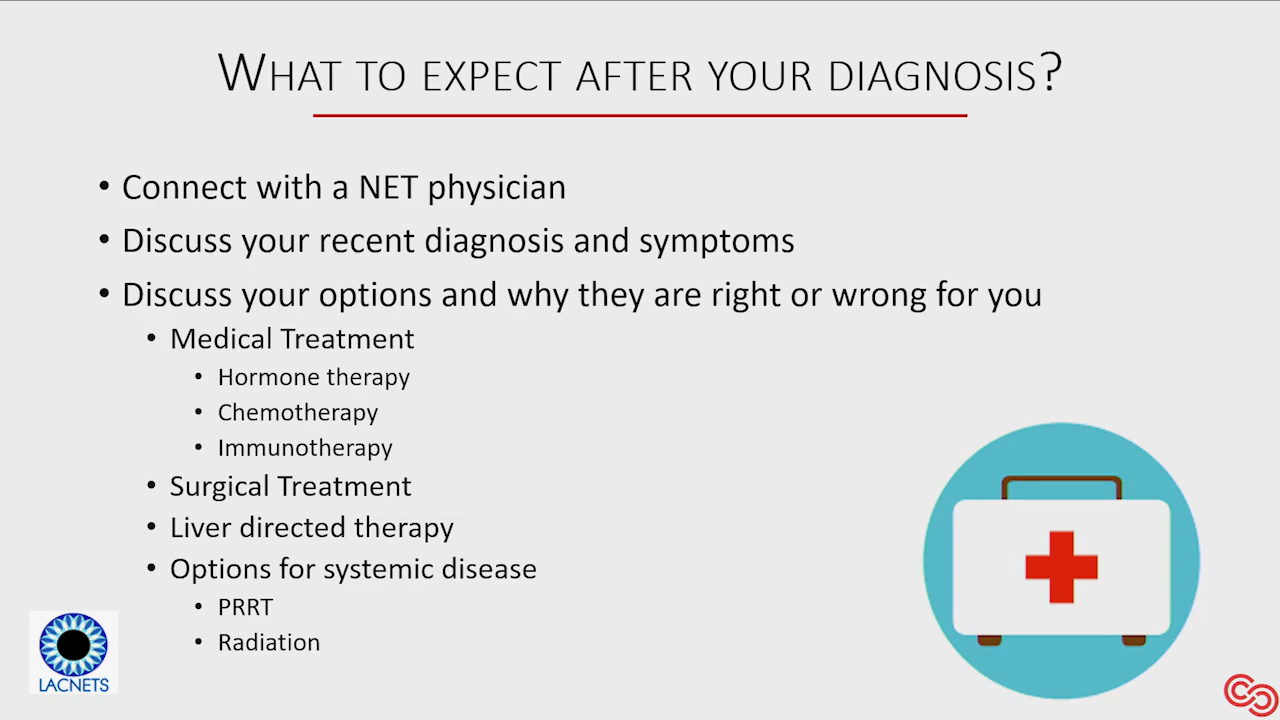 What to expect after your diagnosis?
• Connect with a NET physician
• Discuss your recent diagnosis and symptoms
• Discuss your options and why they are right or wrong for you
• Medical Treatment
• Hormone therapy
• Chemotherapy
• Immunotherapy
• Surgical Treatment
• Liver directed therapy
• Options for systemic disease
• PRRT
• Radiation
LACNETS